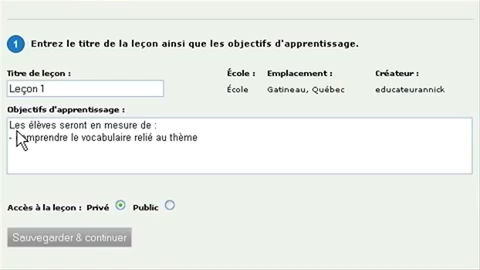 1 Entrez le titre de la leçon ainsi que les objectifs d'apprentissage.
Titre de leçon : École : Emplacement : Créateur :
Leçon 1 École Gatineau, Québec educateurannick
Objectifs d'apprentissage :
Les élèves seront en mesure de :
- comprendre le vocabulaire relié au thème
Accès à la leçon : Privé Public
Sauvegarder & continuer